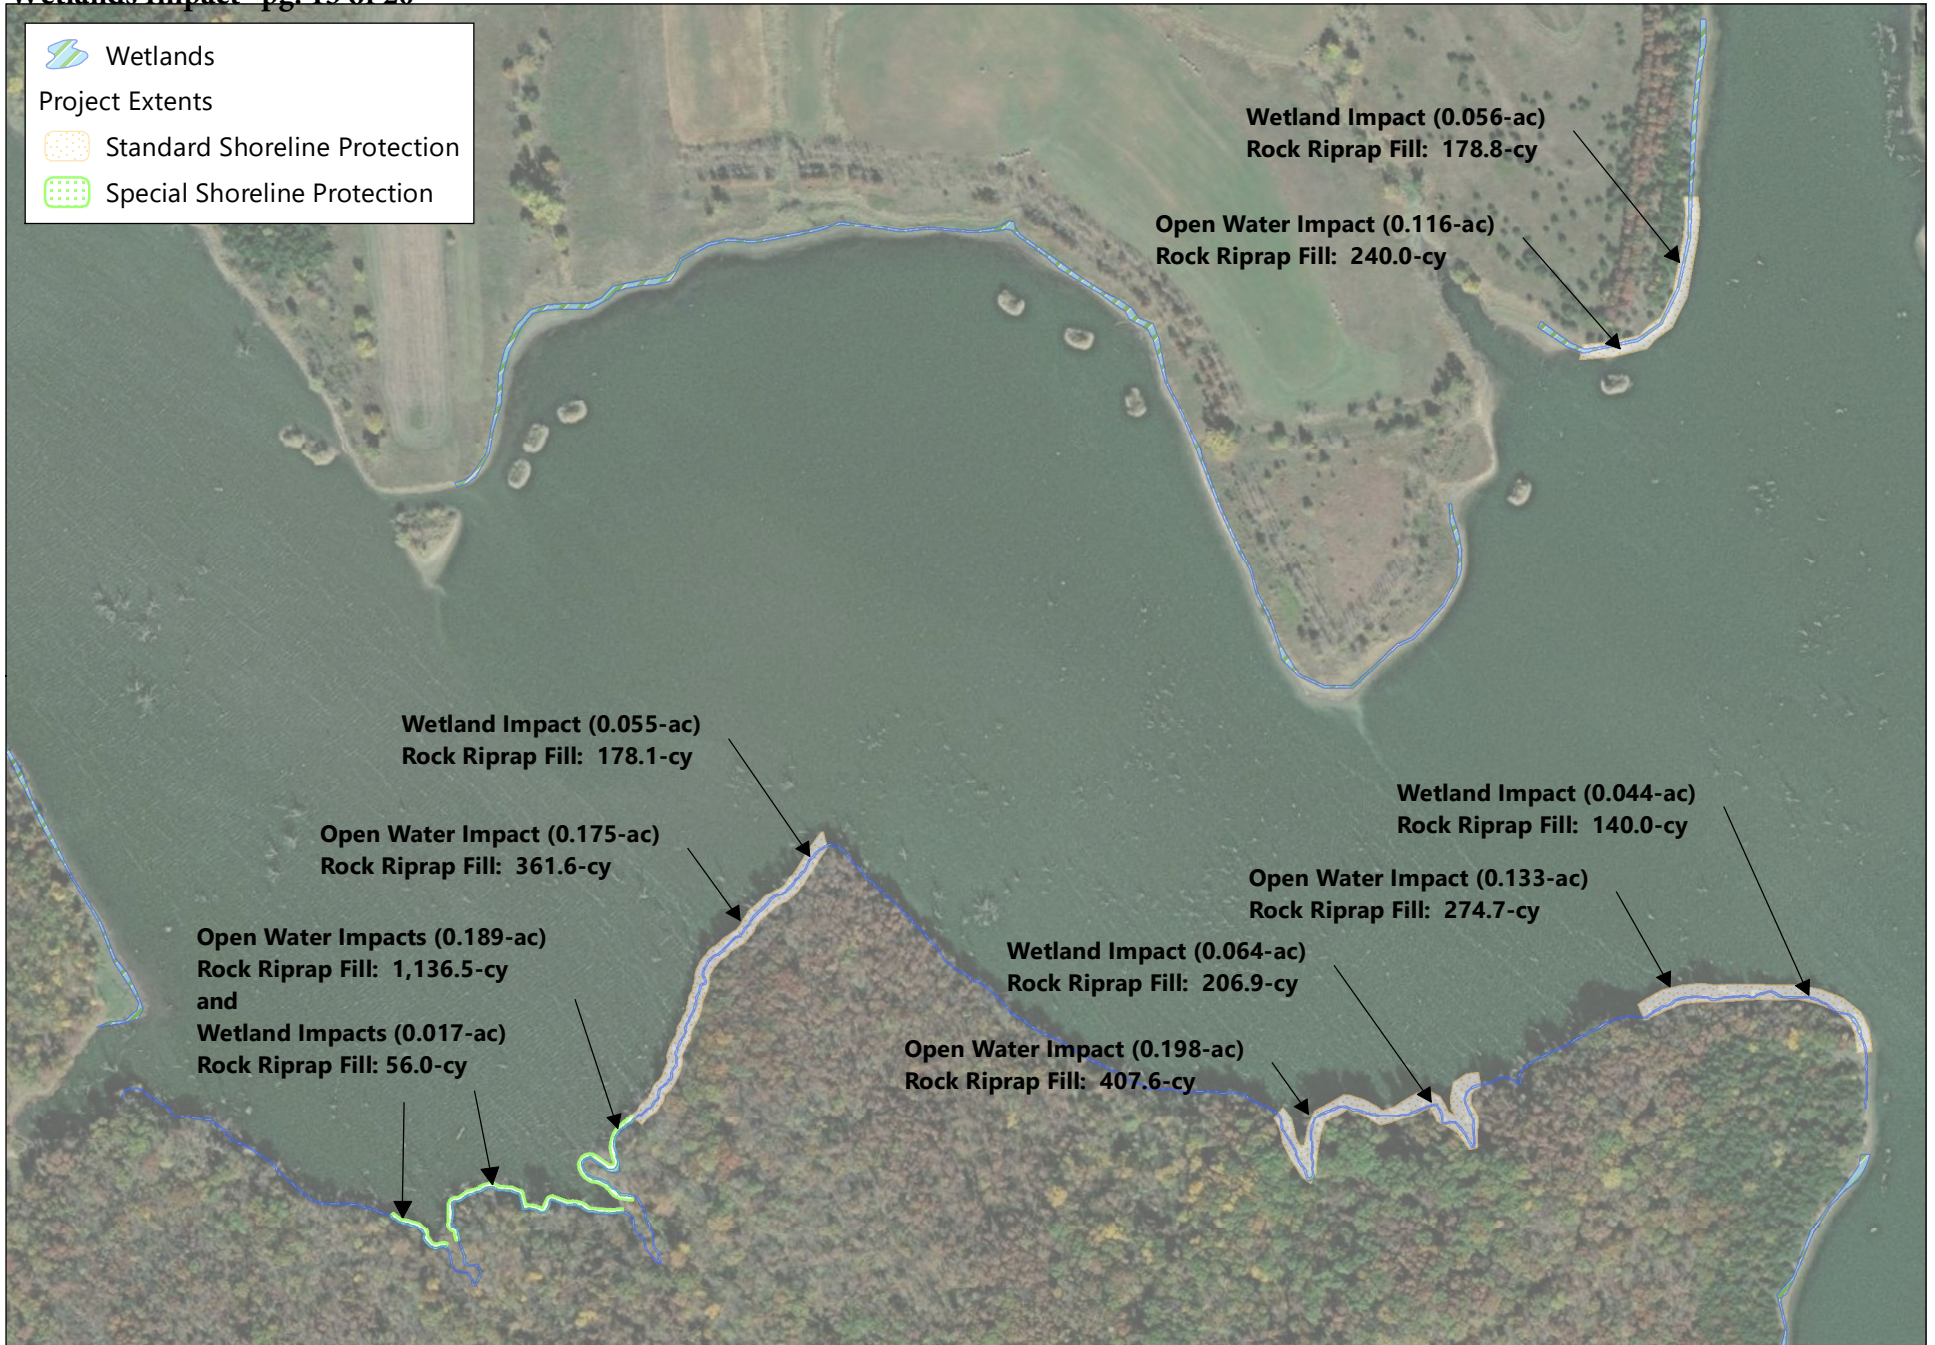 Wetlands Impact pg. 15 of 20
Wetlands
Project Extents
Standard Shoreline Protection
Special Shoreline Protection
Wetland Impact (0.056-ac)
Rock Riprap Fill: 178.8-cy
Open Water Impact (0.116-ac)
Rock Riprap Fill: 240.0-cy
Wetland Impact (0.055-ac)
Rock Riprap Fill: 178.1-cy
Open Water Impact (0.175-ac)
Rock Riprap Fill: 361.6-cy
Open Water Impacts (0.189-ac)
Rock Riprap Fill: 1,136.5-cy
and
Wetland Impacts (0.017-ac)
Rock Riprap Fill: 56.0-cy
Wetland Impact (0.044-ac)
Rock Riprap Fill: 140.0-cy
Open Water Impact (0.133-ac)
Rock Riprap Fill: 274.7-cy
Wetland Impact (0.064-ac)
Rock Riprap Fill: 206.9-cy
Open Water Impact (0.198-ac)
Rock Riprap Fill: 407.6-cy